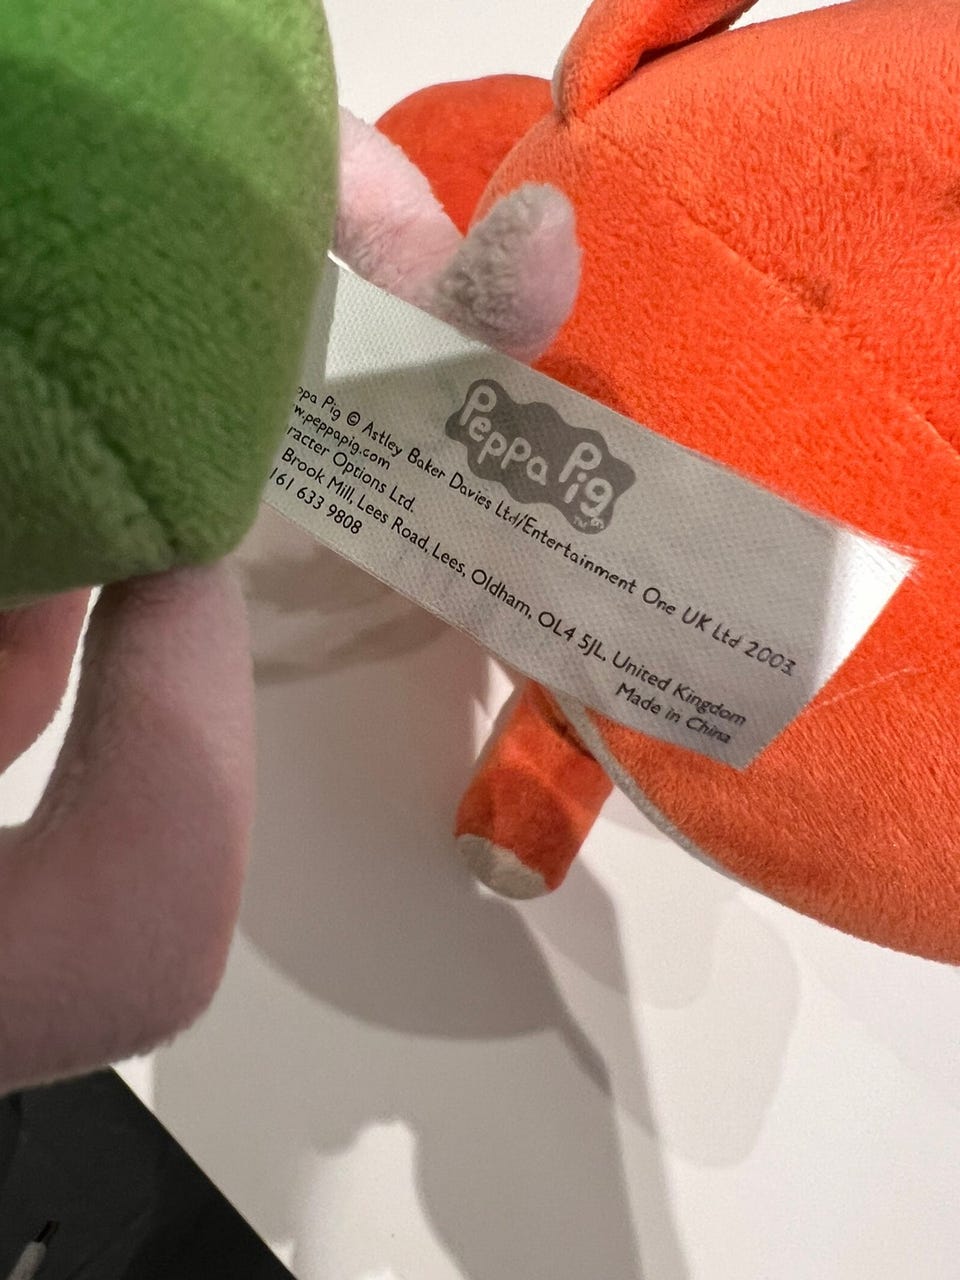 Peppa Pig
TM
ppa Pig © Astley Baker Davies Ltd/Entertainment One UK Ltd 2003.
w.peppapig.com
racter Options Ltd.
Brook Mill, Lees Road, Lees, Oldham, OL4 5JL, United Kingdom
161 633 9808
Made in China